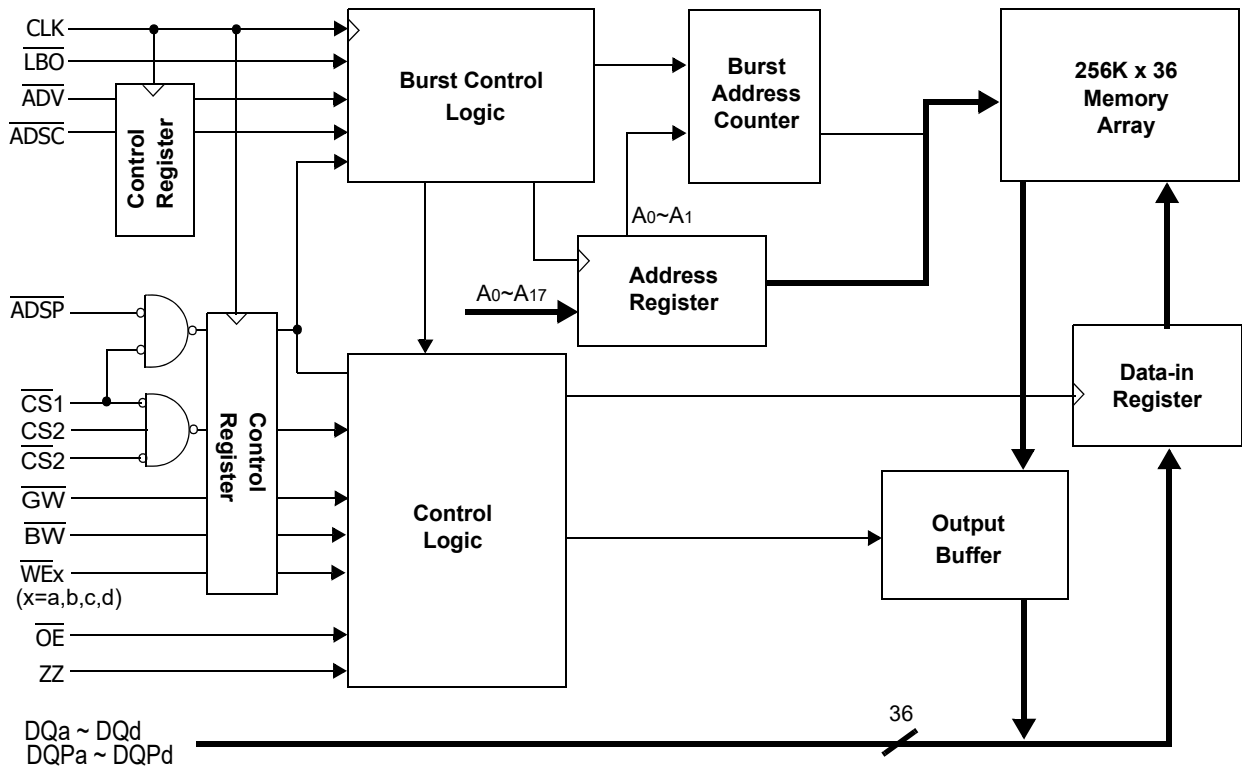 CLK
LBO
ADV
ADSC
Control
Register
Burst Control
Logic
Burst
Address
Counter
256K x 36
Memory
Array
A0~A1
A0~A17
Address
Register
ADSP
CS1
CS2
CS2
GW
BW
WEx
(x=a,b,c,d)
OE
ZZ
Control
Register
Control
Logic
Data-in
Register
Output
Buffer
36
DQa ~ DQd
DQPa ~ DQPd